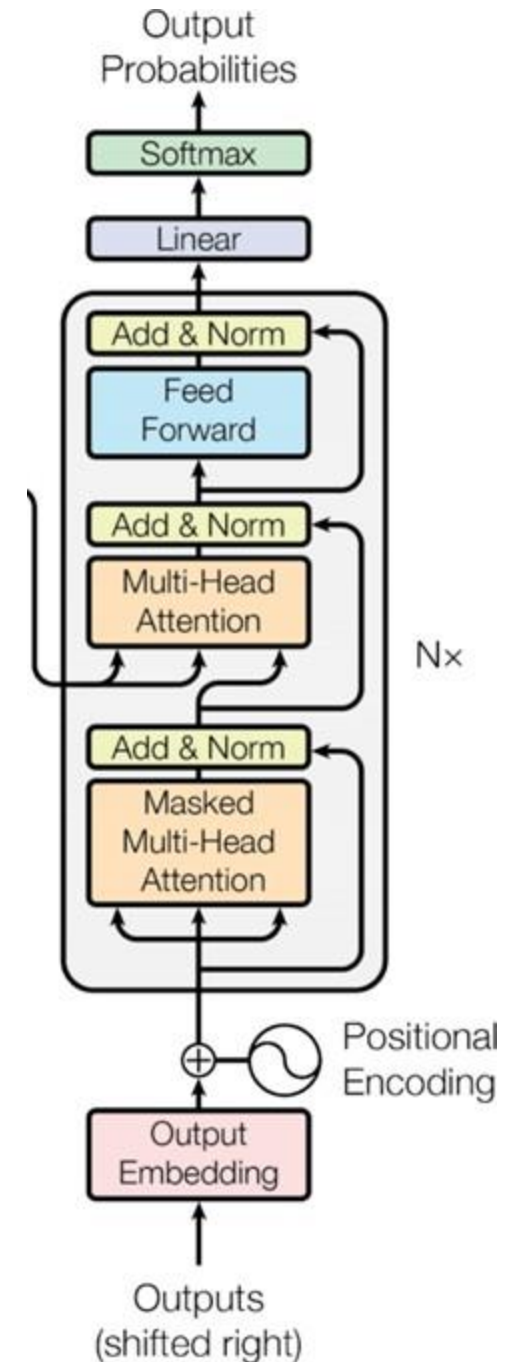 Output
Probabilities
Softmax
Linear
Add & Norm
Feed
Forward
Add & Norm
Multi-Head
Attention
N×
Add & Norm
Masked
Multi-Head
Attention
Positional
Encoding
Output
Embedding
Outputs
(shifted right)